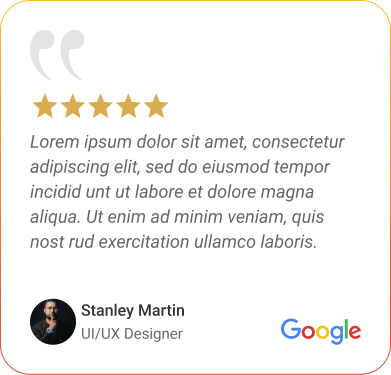 Lorem ipsum dolor sit amet, consectetur
adipiscing elit, sed do eiusmod tempor
incidid unt ut labore et dolore magna
aliqua. Ut enim ad minim veniam, quis
nost rud exercitation ullamco laboris.
Stanley Martin
UI/UX Designer
Google